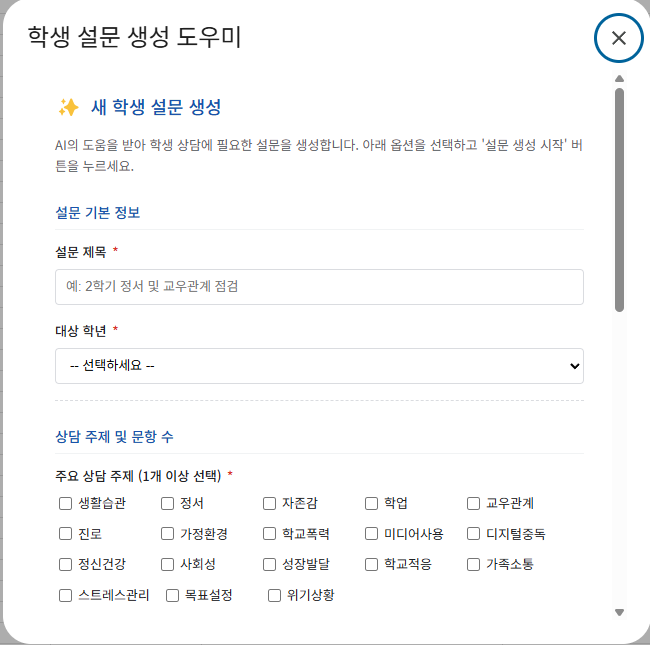 학생 설문 생성 도우미
✨ 새 학생 설문 생성
AI의 도움을 받아 학생 상담에 필요한 설문을 생성합니다. 아래 옵션을 선택하고 '설문 생성 시작' 버
튼을 누르세요.
설문 기본 정보
설문 제목 *
예: 2학기 정서 및 교우관계 점검
대상 학년 *
-- 선택하세요 --
상담 주제 및 문항 수
주요 상담 주제 (1개 이상 선택) *
생활습관 정서 자존감 학업 교우관계
진로 가정환경 학교폭력 미디어사용 디지털중독
정신건강 사회성 성장발달 학교적응 가족소통
스트레스관리 목표설정 위기상황